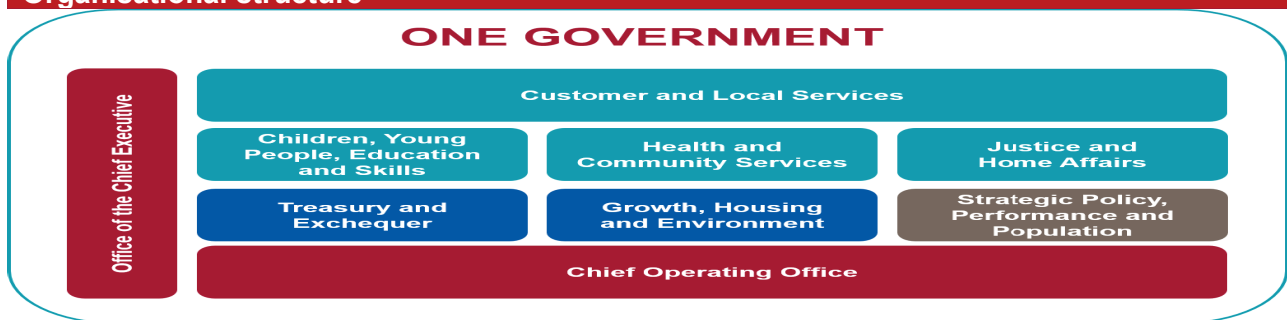 Organisational structure
ONE GOVERNMENT
Office of the Chief Executive
Customer and Local Services
Children, Young
People, Education
and Skills
Health and
Community Services
Justice and
Home Affairs
Treasury and
Exchequer
Growth, Housing
and Environment
Strategic Policy,
Performance and
Population
Chief Operating Office